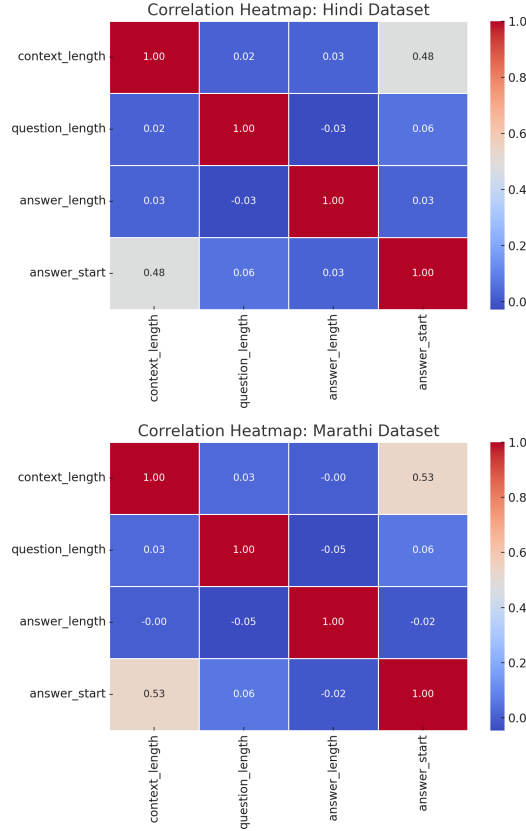 Correlation Heatmap: Hindi Dataset
context_length 1.00 0.02 0.03 0.48
question_length 0.02 1.00 -0.03 0.06
answer_length 0.03 -0.03 1.00 0.03
answer_start 0.48 0.06 0.03 1.00
context_length question_length answer_length answer_start
1.0
0.8
0.6
0.4
0.2
0.0
Correlation Heatmap: Marathi Dataset
context_length 1.00 0.03 -0.00 0.53
question_length 0.03 1.00 -0.05 0.06
answer_length -0.00 -0.05 1.00 -0.02
answer_start 0.53 0.06 -0.02 1.00
context_length question_length answer_length answer_start
1.0
0.8
0.6
0.4
0.2
0.0